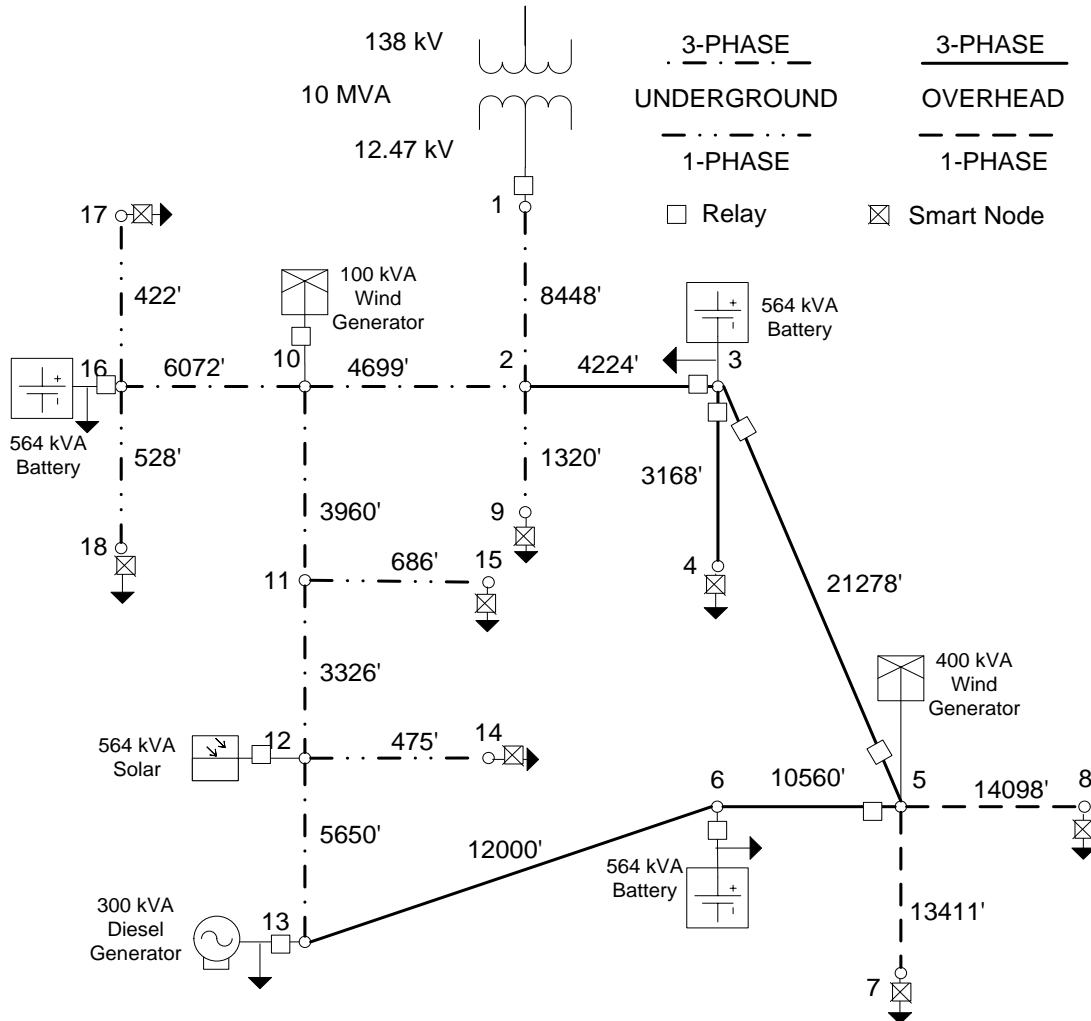 138 kV
10 MVA
12.47 kV
3-PHASE
3-PHASE
UNDERGROUND
OVERHEAD
1-PHASE
1-PHASE
Relay
Smart Node
1
17
422'
100 kVA
Wind
Generator
8448'
564 kVA
Battery
16
6072'
10
4699'
2
4224'
3
564 kVA
Battery
528'
1320'
3168'
18
3960'
9
15
4
11
686'
21278'
3326'
400 kVA
Wind
Generator
564 kVA
Solar
12
475'
14
6
10560'
5
14098'
8
5650'
12000'
564 kVA
Battery
13411'
300 kVA
Diesel
Generator
13
7